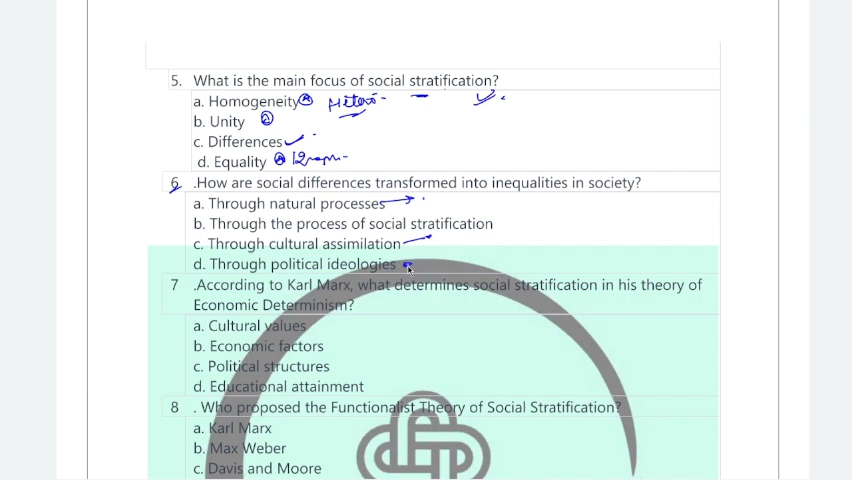 5. What is the main focus of social stratification?
a. Homogeneity Hetero-
b. Unity
c. Differences
d. Equality
6 .How are social differences transformed into inequalities in society?
a. Through natural processes
b. Through the process of social stratification
c. Through cultural assimilation
d. Through political ideologies
7 .According to Karl Marx, what determines social stratification in his theory of
Economic Determinism?
a. Cultural values
b. Economic factors
c. Political structures
d. Educational attainment
8 . Who proposed the Functionalist Theory of Social Stratification?
a. Karl Marx
b. Max Weber
c. Davis and Moore